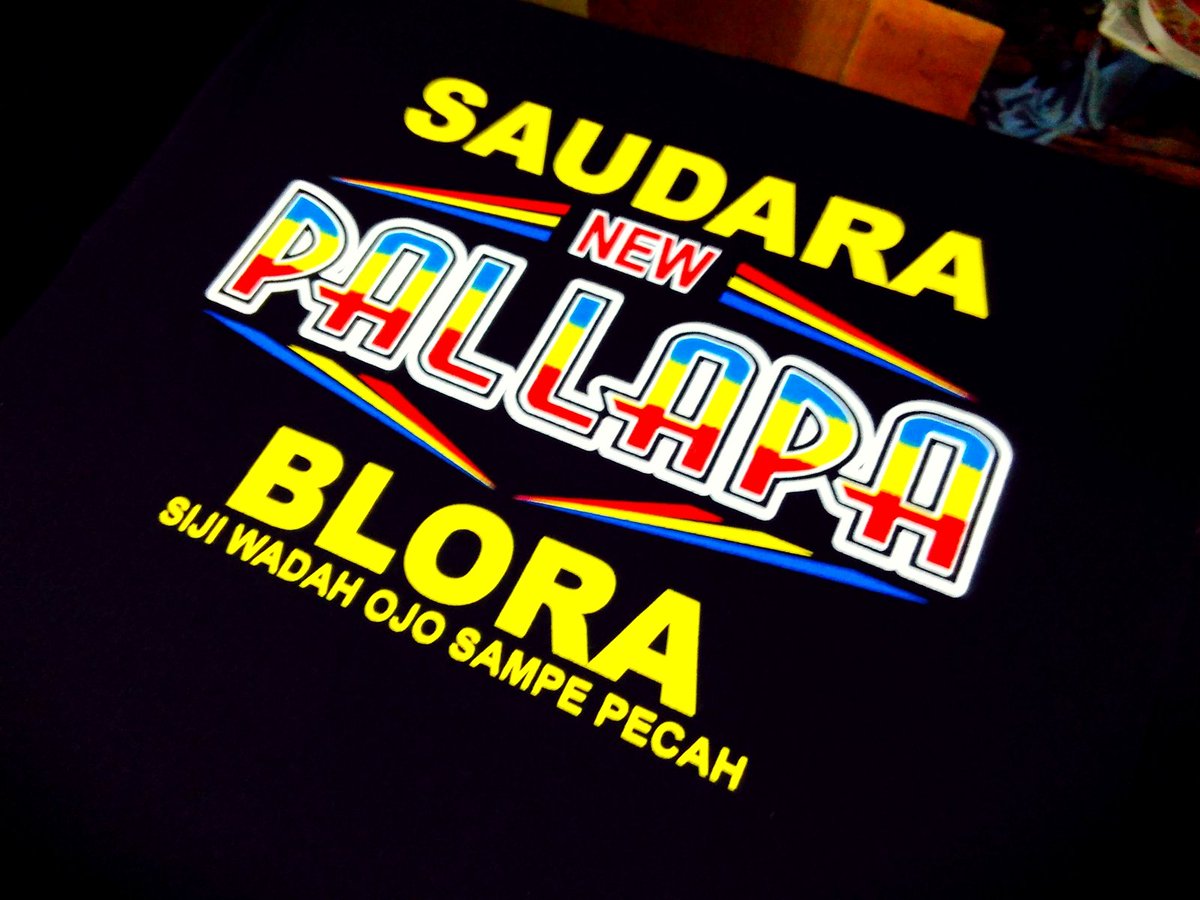 SAUDARA
NEW
PALLAPA
BLORA
SIJI WADAH OJO SAMPE PECAH